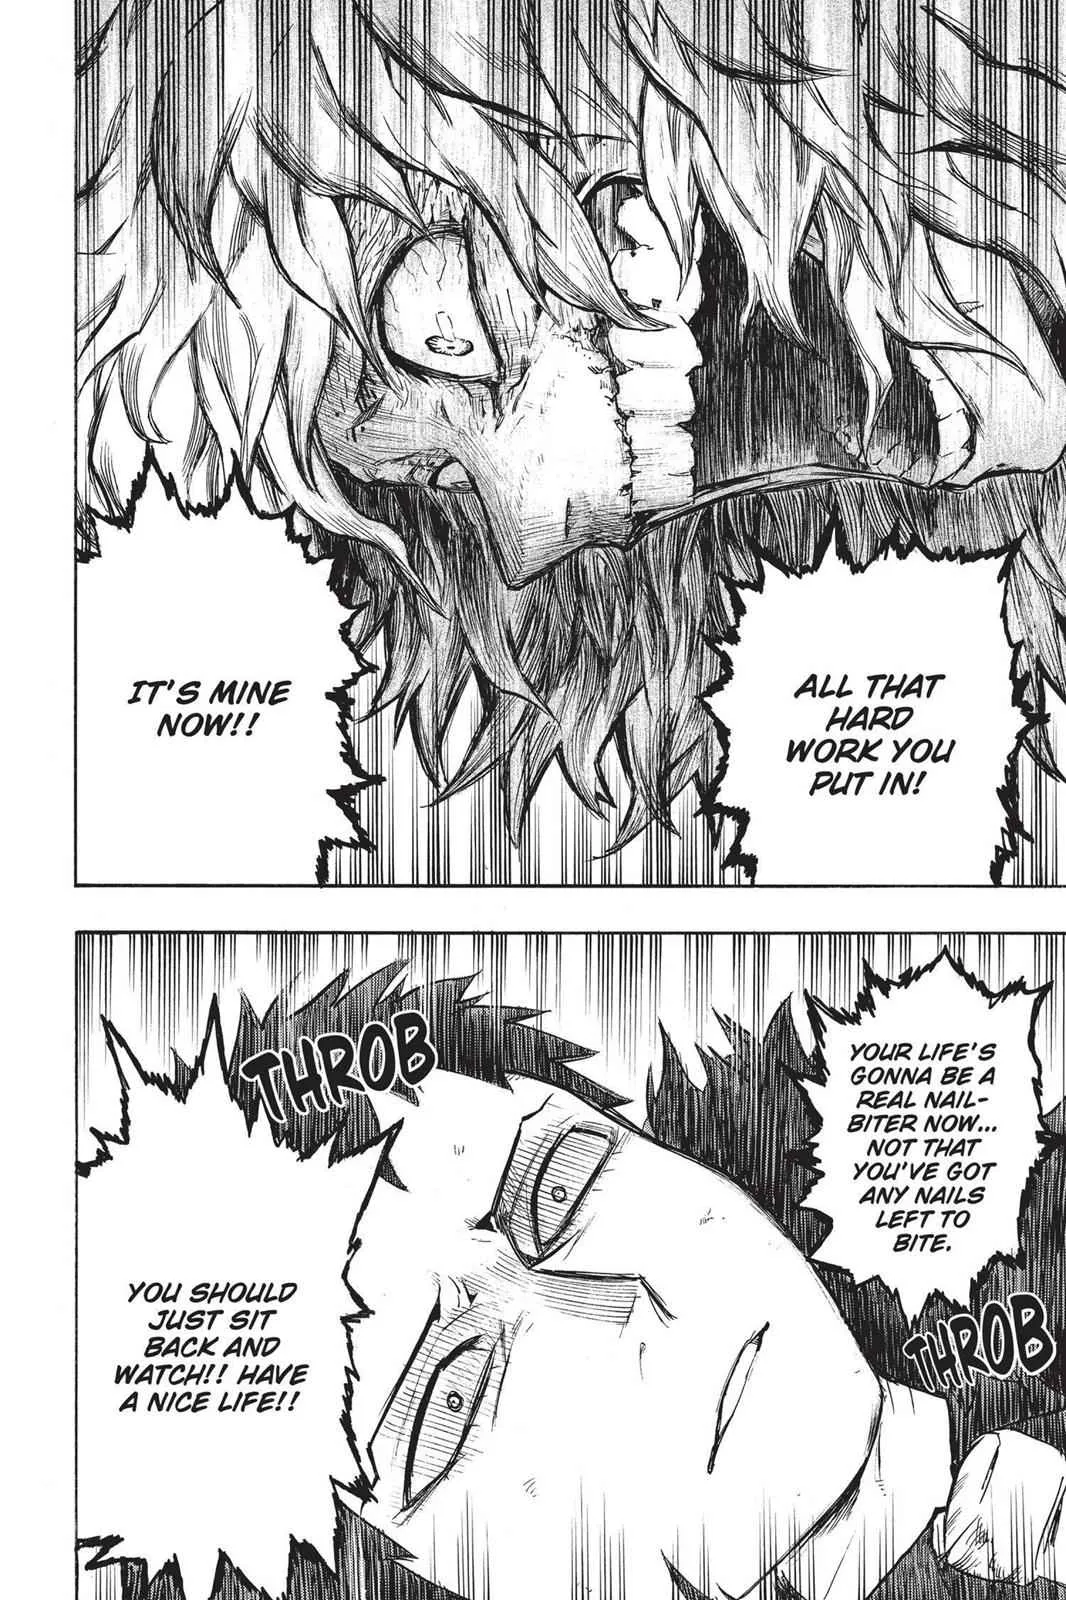 ALL THAT
HARD
WORK YOU
PUT IN!
IT'S MINE
NOW!!
YOUR LIFE'S
GONNA BE A
REAL NAIL-
BITER NOW...
NOT THAT
YOU'VE GOT
ANY NAILS
LEFT TO
BITE.
THROB
THROB
YOU SHOULD
JUST SIT
BACK AND
WATCH!! HAVE
A NICE LIFE!!